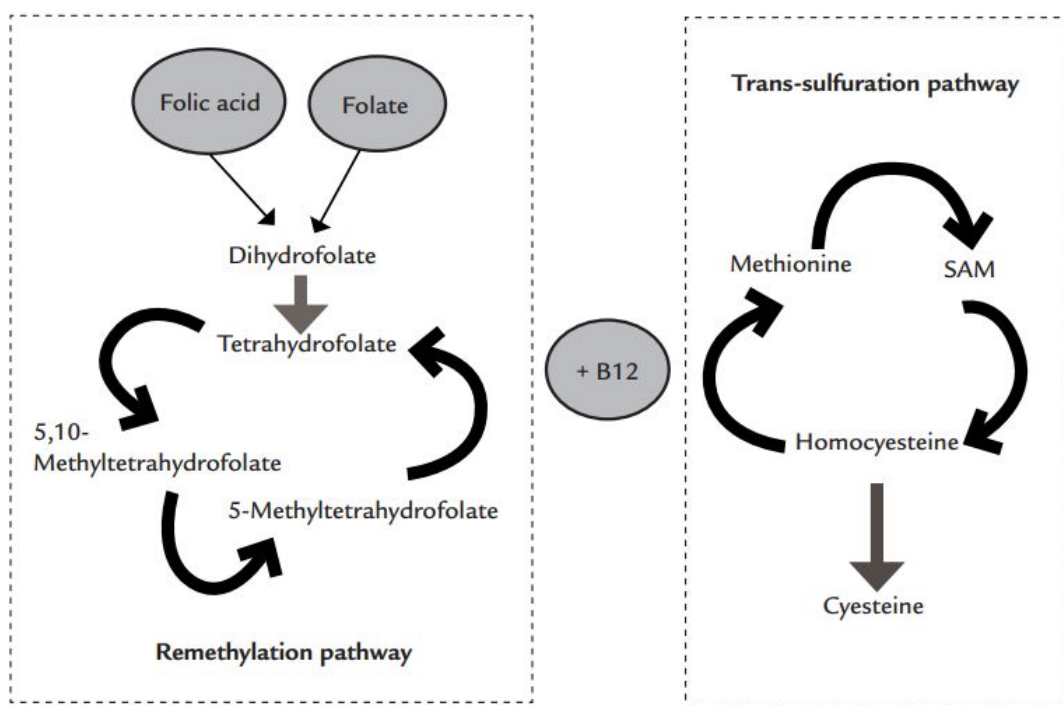 Folic acid
Folate
Dihydrofolate
Tetrahydrofolate
5,10-
Methyltetrahydrofolate
5-Methyltetrahydrofolate
Remethylation pathway
+ B12
Trans-sulfuration pathway
Methionine
SAM
Homocyesteine
Cyesteine